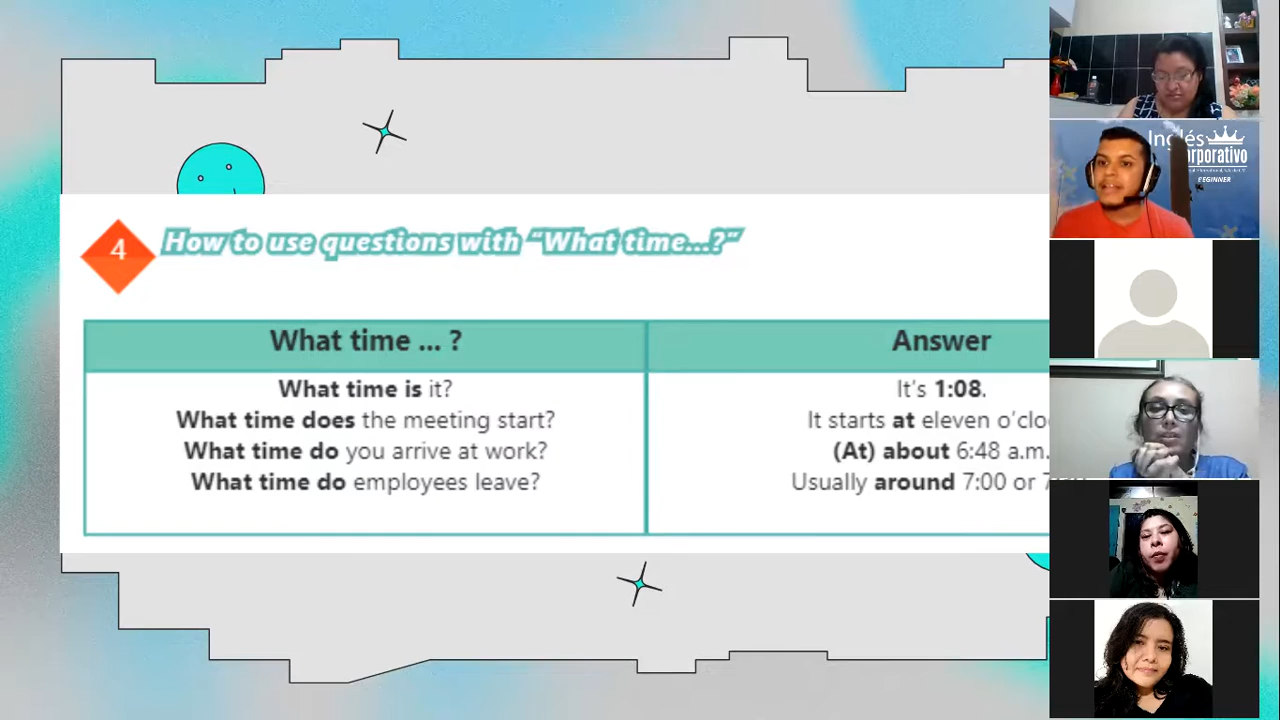 4
How to use questions with “What time...?”
What time ... ?
Answer
What time is it?
It’s 1:08.
What time does the meeting start?
It starts at eleven
What time do you arrive at work?
(At) about 6:48 a.m.
What time do employees leave?
Usually around 7:00 or
Inglés
Corporativo
BEGINNER